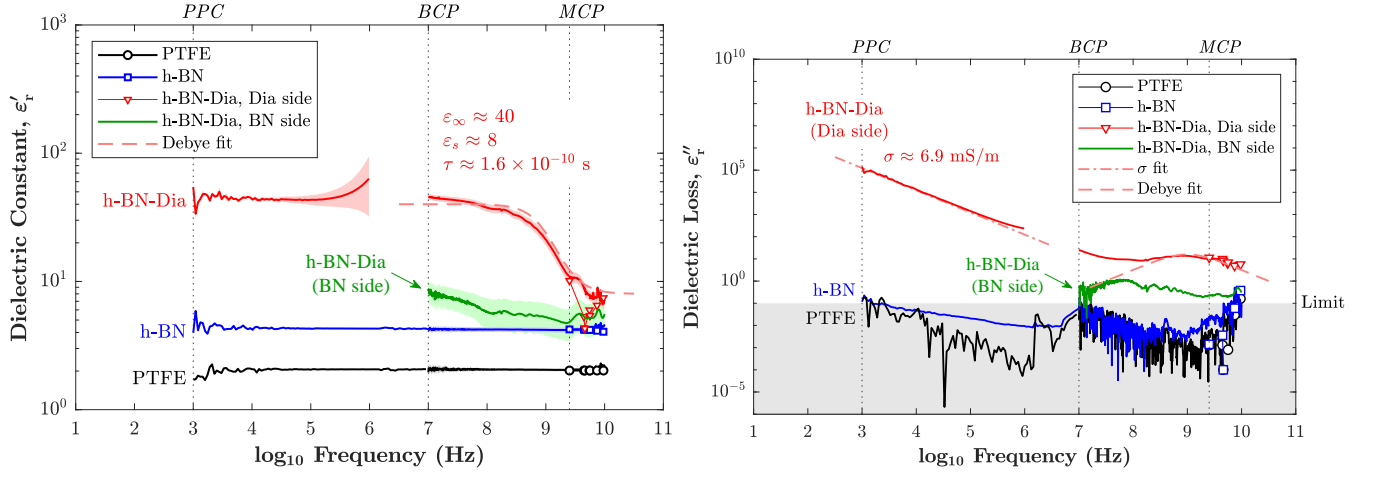 PPC BCP MCP
10³
10²
10¹
10⁰
Dielectric Constant, ε′ᵣ
PTFE
h-BN
h-BN-Dia, Dia side
h-BN-Dia, BN side
Debye fit
ε∞ ≈ 40
εₛ ≈ 8
τ ≈ 1.6 × 10⁻¹⁰ s
h-BN-Dia
h-BN-Dia
(BN side)
h-BN
PTFE
1 2 3 4 5 6 7 8 9 10 11
log₁₀ Frequency (Hz)
PPC BCP MCP
10¹⁰
10⁵
10⁰
10⁻⁵
Dielectric Loss, ε″ᵣ
PTFE
h-BN
h-BN-Dia, Dia side
h-BN-Dia, BN side
σ fit
Debye fit
h-BN-Dia
(Dia side)
σ ≈ 6.9 mS/m
h-BN-Dia
(BN side)
h-BN
PTFE
Limit
1 2 3 4 5 6 7 8 9 10 11
log₁₀ Frequency (Hz)